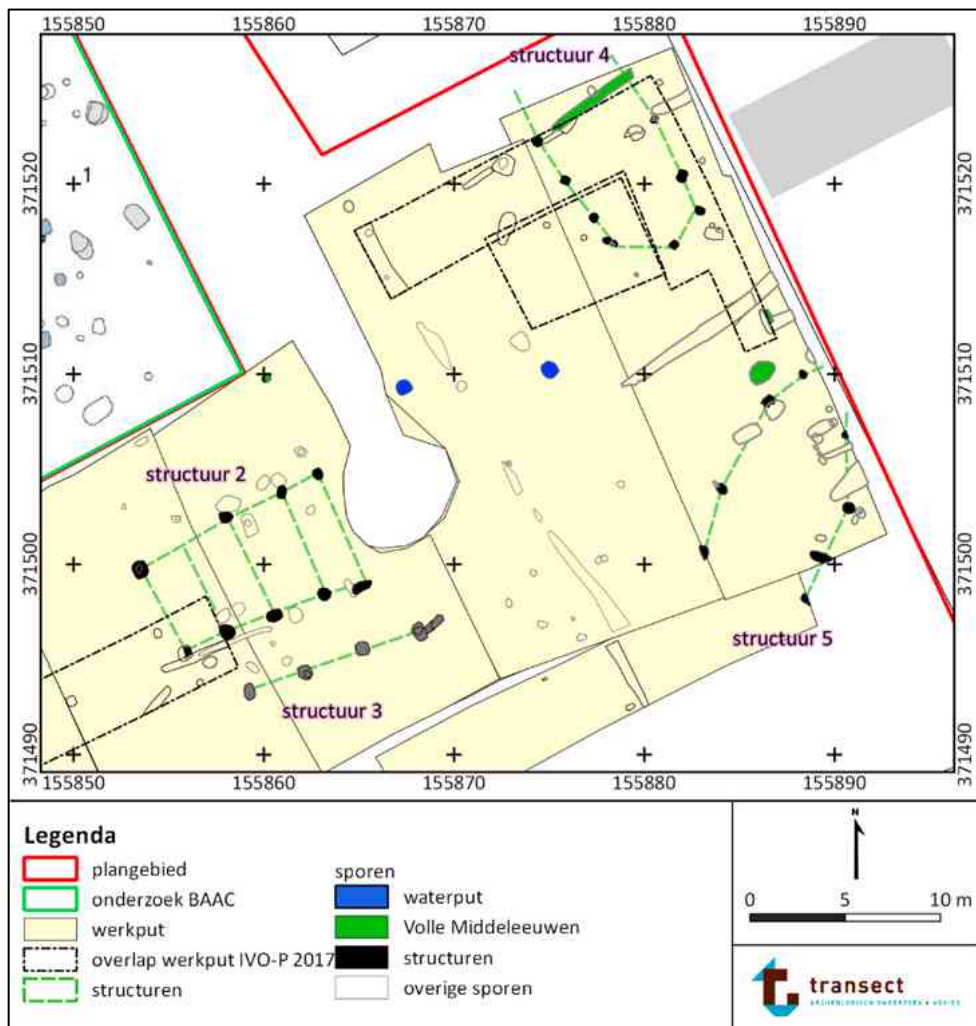 155850 155860 155870 155880 155890
structuur 4
371520 371520
1
371510 371510
structuur 2
371500 371500
structuur 5
structuur 3
371490 371490
155850 155860 155870 155880 155890
Legenda
plangebied
onderzoek BAAC
werkput
overlap werkput IVO-P 2017
structuren
sporen
waterput
Volle Middeleeuwen
structuren
overige sporen
N
0 5 10 m
transect